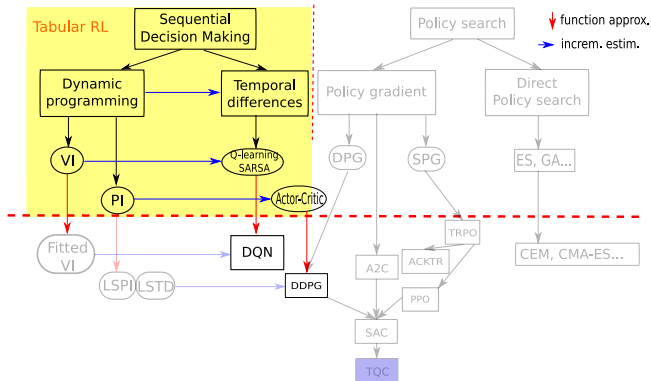 Tabular RL
Sequential
Decision Making
Policy search
function approx.
increm. estim.
Dynamic
programming
Temporal
differences
Policy gradient
Direct
Policy search
VI
Q-learning
SARSA
DPG
SPG
ES, GA...
PI
Actor-Critic
Fitted
VI
DQN
TRPO
CEM, CMA-ES...
LSPI
LSTD
DDPG
A2C
ACKTR
PPO
SAC
TQC